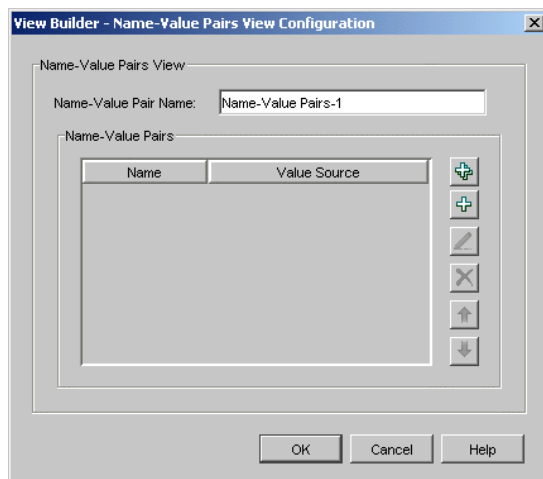 View Builder - Name-Value Pairs View Configuration
Name-Value Pairs View
Name-Value Pair Name: Name-Value Pairs-1
Name-Value Pairs
Name Value Source
OK Cancel Help